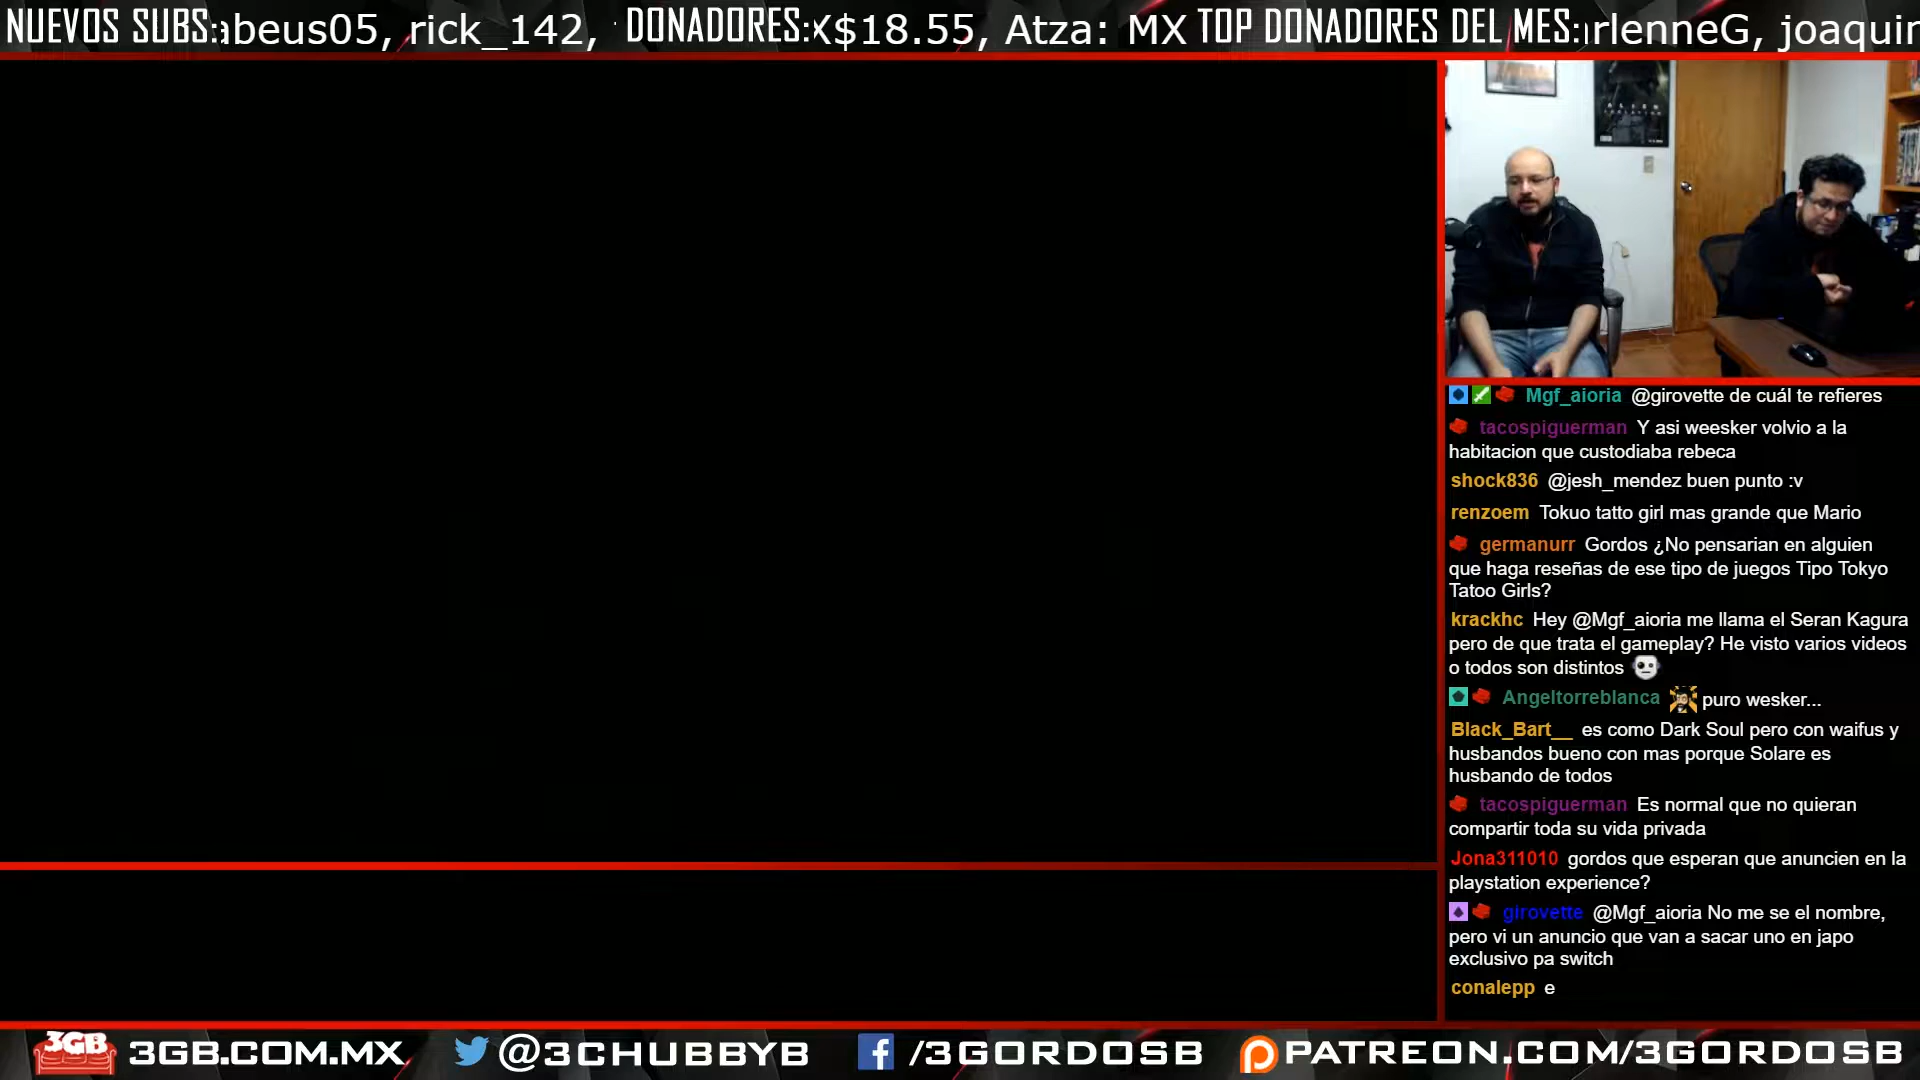 NUEVOS SUBS: abeus05, rick_142, DONADORES: X$18.55, Atza: MX TOP DONADORES DEL MES: rlenneG, joaquin
ALIEN
Mgf_aioria @girovette de cuál te refieres
tacospiguerman Y asi weesker volvio a la
habitacion que custodiaba rebeca
shock836 @jesh_mendez buen punto :v
renzoem Tokuo tatto girl mas grande que Mario
germanurr Gordos ¿No pensarian en alguien
que haga reseñas de ese tipo de juegos Tipo Tokyo
Tatoo Girls?
krackhc Hey @Mgf_aioria me llama el Seran Kagura
pero de que trata el gameplay? He visto varios videos
o todos son distintos
Angeltorreblanca puro wesker...
Black_Bart__ es como Dark Soul pero con waifus y
husbandos bueno con mas porque Solare es
husbando de todos
tacospiguerman Es normal que no quieran
compartir toda su vida privada
Jona311010 gordos que esperan que anuncien en la
playstation experience?
girovette @Mgf_aioria No me se el nombre,
pero vi un anuncio que van a sacar uno en japo
exclusivo pa switch
conalepp e
3GB 3GB.COM.MX @3CHUBBYB /3GORDOSB PATREON.COM/3GORDOSB